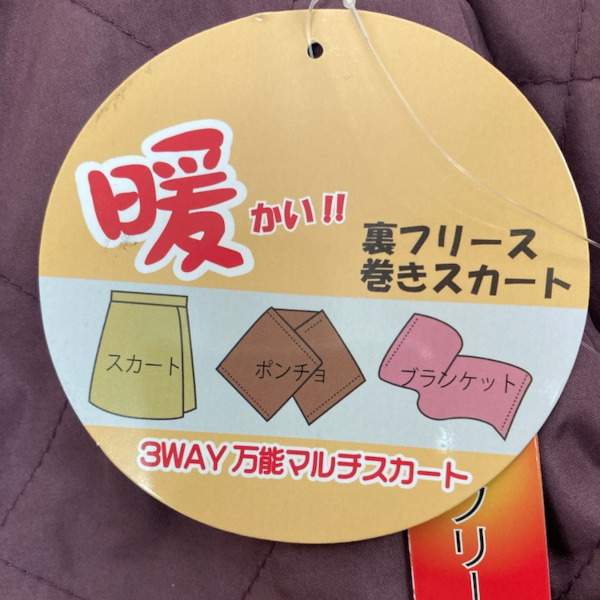 暖かい!!
裏フリース
巻きスカート
スカート
ポンチョ
ブランケット
3WAY万能マルチスカート
フリー